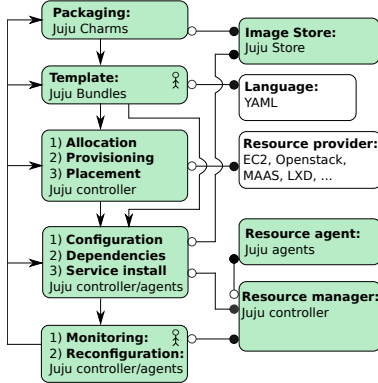 Packaging:
Juju Charms
Template:
Juju Bundles
1) Allocation
2) Provisioning
3) Placement
Juju controller
1) Configuration
2) Dependencies
3) Service install
Juju controller/agents
1) Monitoring:
2) Reconfiguration:
Juju controller/agents
Image Store:
Juju Store
Language:
YAML
Resource provider:
EC2, Openstack,
MAAS, LXD, ...
Resource agent:
Juju agents
Resource manager:
Juju controller